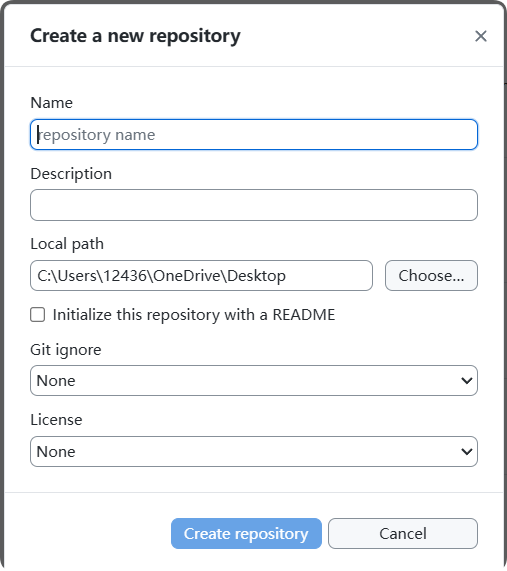 Create a new repository
Name
repository name
Description
Local path
C:\Users\12436\OneDrive\Desktop
Choose...
Initialize this repository with a README
Git ignore
None
License
None
Create repository
Cancel